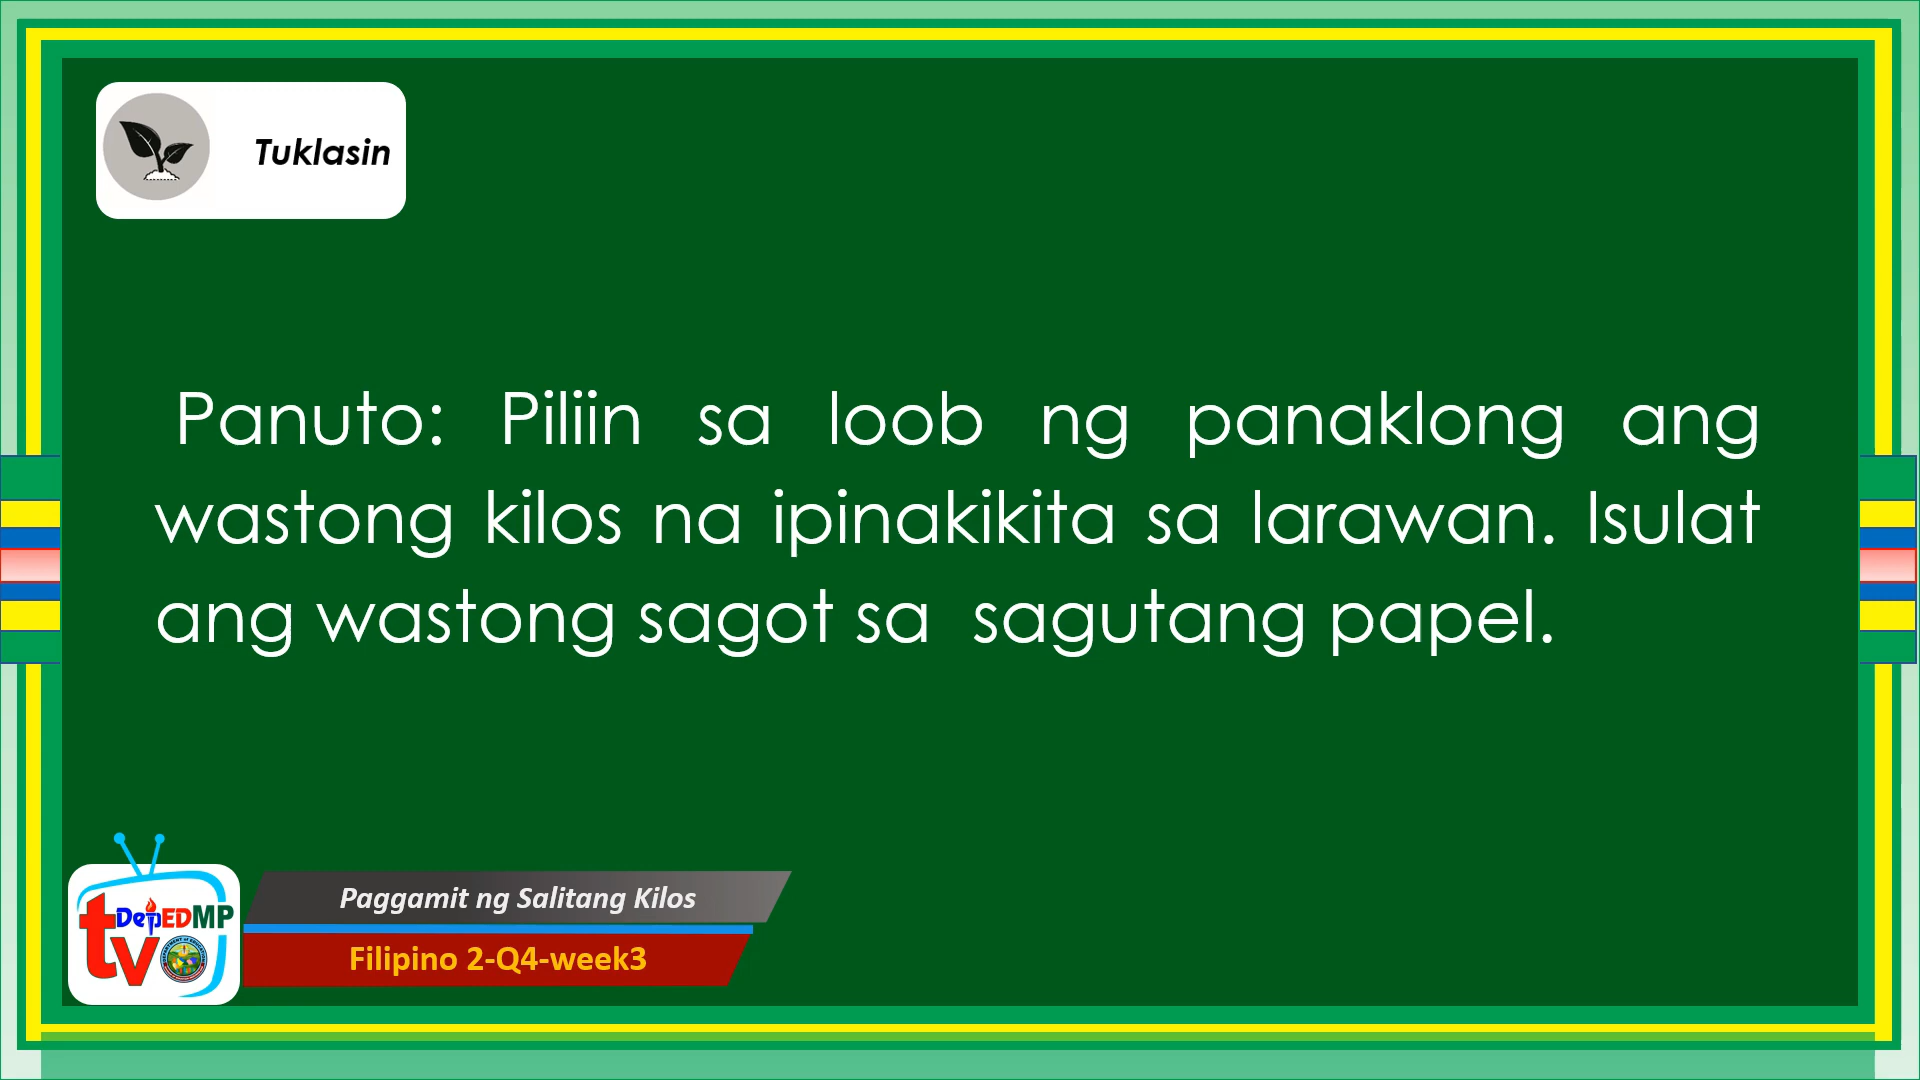 Tuklasin
Panuto: Piliin sa loob ng panaklong ang
wastong kilos na ipinakikita sa larawan. Isulat
ang wastong sagot sa sagutang papel.
DepEDMP
tv
Paggamit ng Salitang Kilos
Filipino 2-Q4-week3